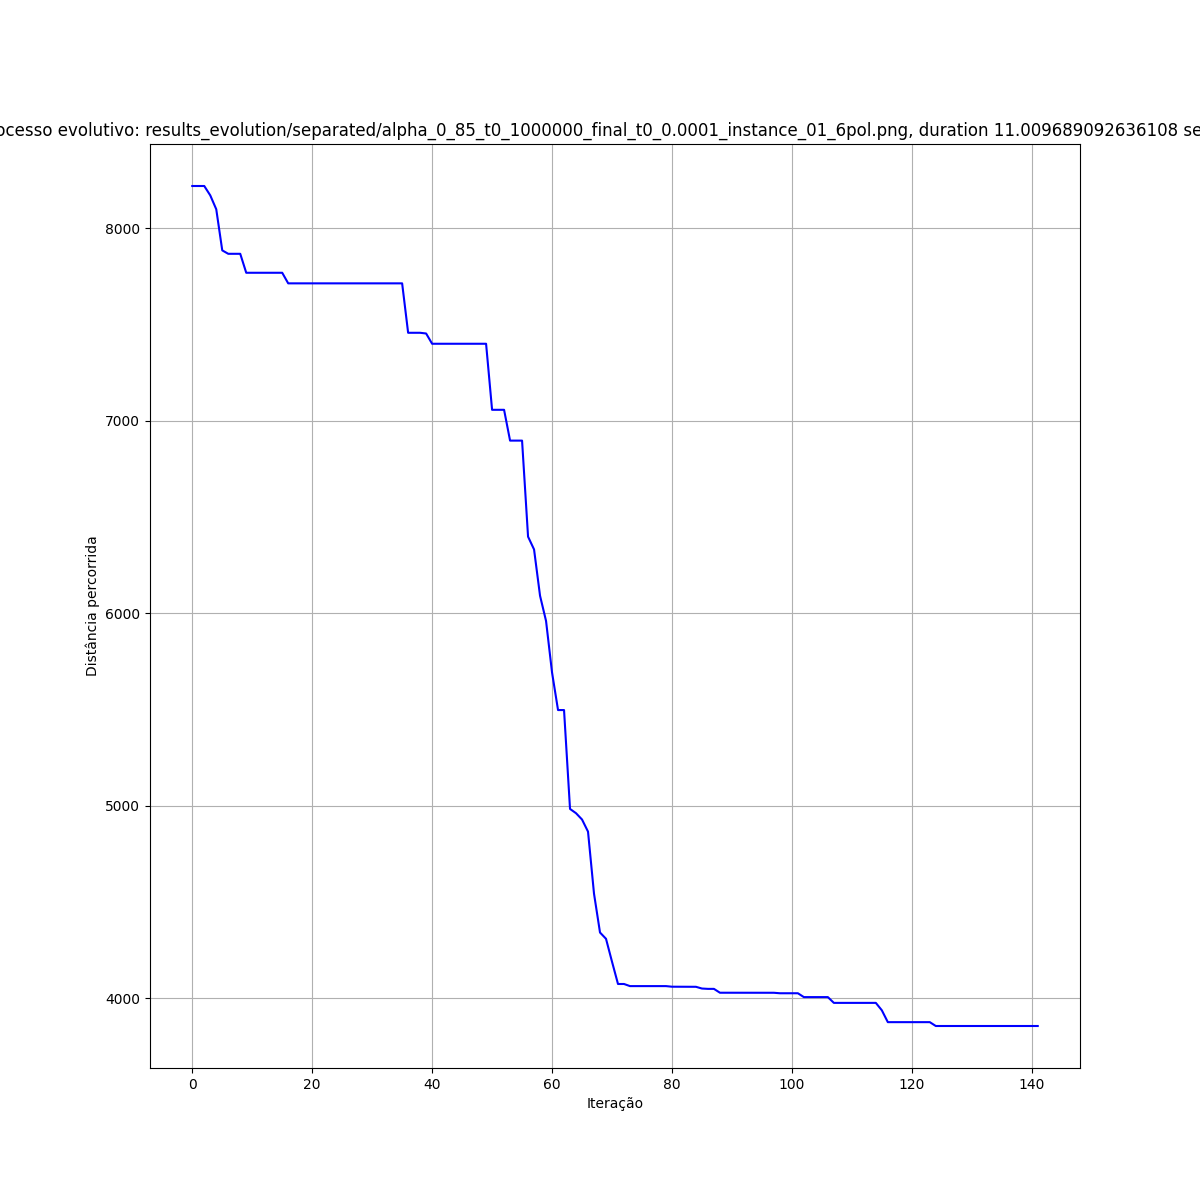 ocesso evolutivo: results_evolution/separated/alpha_0_85_t0_1000000_final_t0_0.0001_instance_01_6pol.png, duration 11.009689092636108 se
8000
7000
6000
5000
4000
Distância percorrida
0 20 40 60 80 100 120 140
Iteração